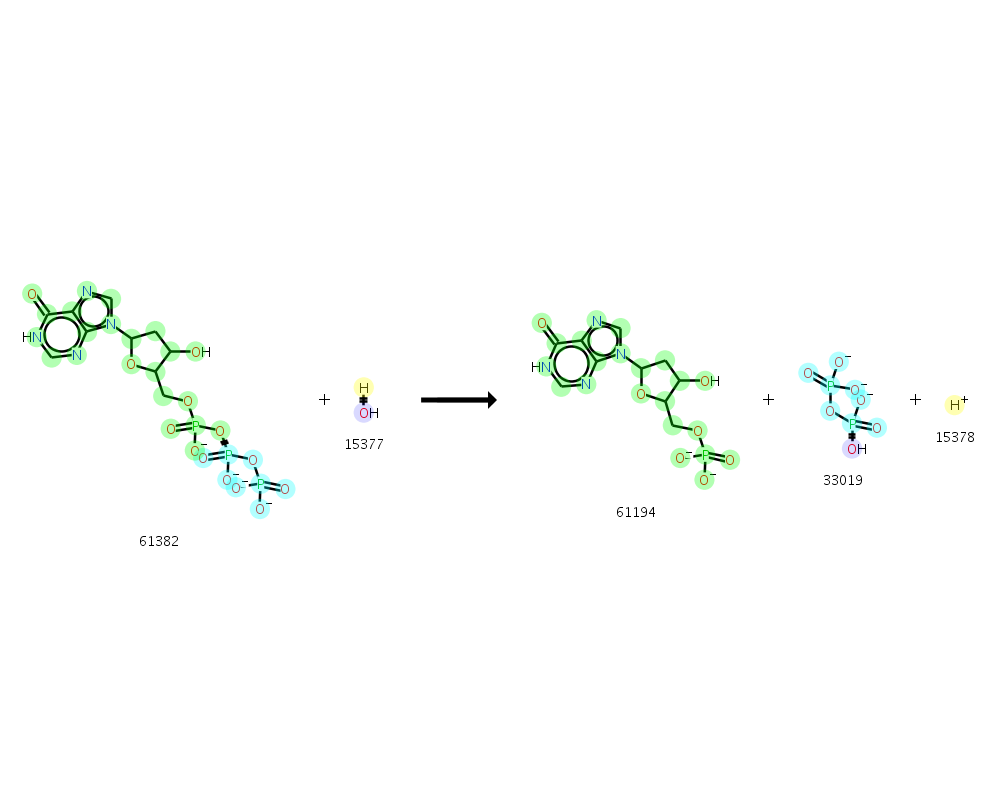 O N N HN N O OH O O P O O O⁻ O P O O⁻ O⁻ P O O⁻
61382
+
H
OH
15377
O N N HN N O OH O O⁻ P O O⁻
61194
+
O⁻ O P O⁻ O⁻ O P O OH
33019
+
H⁺
15378